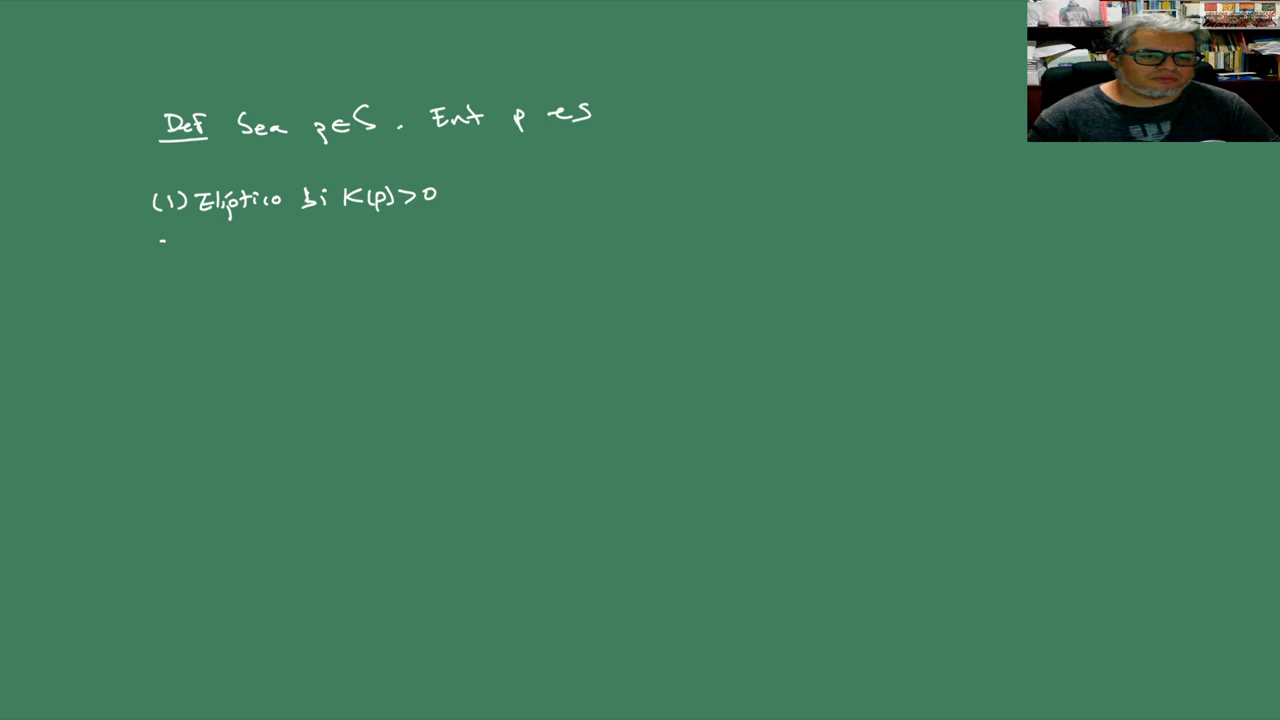 Def Sea p∈S. Ent p es
(1) Elíptico si K(p)>0